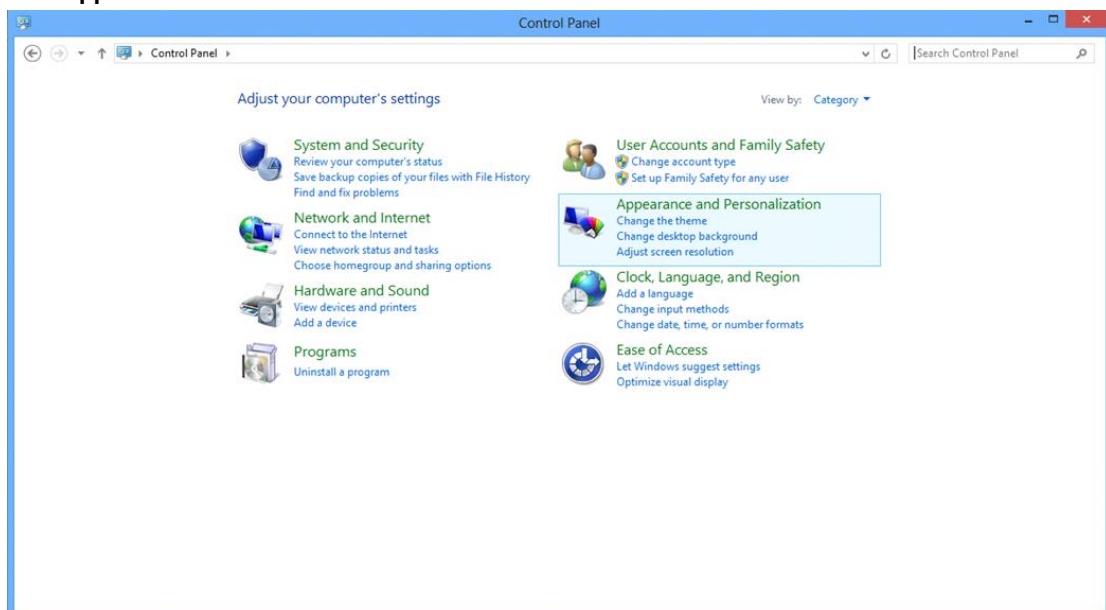 Control Panel
Control Panel
Search Control Panel
Adjust your computer's settings
View by: Category
System and Security
Review your computer's status
Save backup copies of your files with File History
Find and fix problems
Network and Internet
Connect to the Internet
View network status and tasks
Choose homegroup and sharing options
Hardware and Sound
View devices and printers
Add a device
Programs
Uninstall a program
User Accounts and Family Safety
Change account type
Set up Family Safety for any user
Appearance and Personalization
Change the theme
Change desktop background
Adjust screen resolution
Clock, Language, and Region
Add a language
Change input methods
Change date, time, or number formats
Ease of Access
Let Windows suggest settings
Optimize visual display